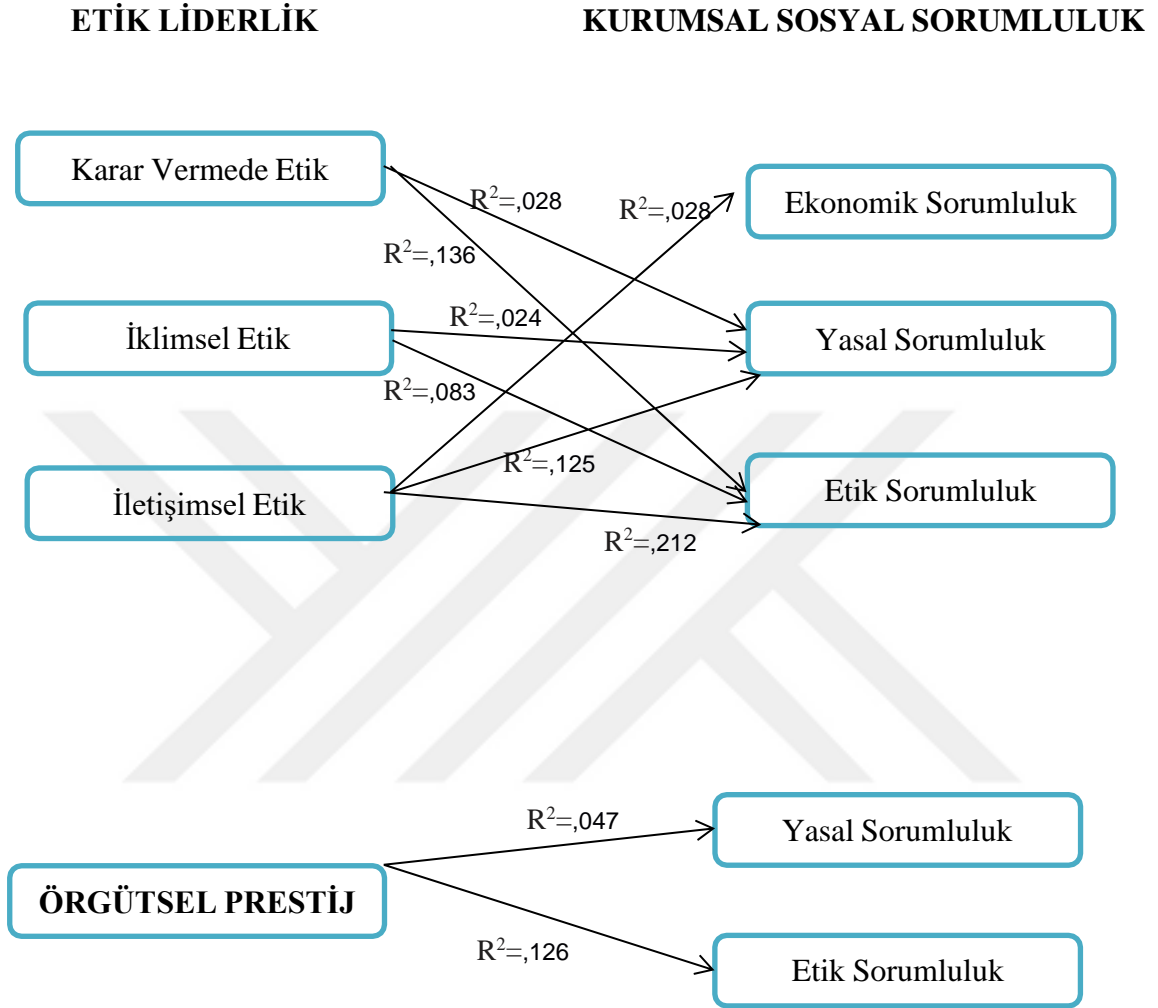 ETİK LİDERLİK KURUMSAL SOSYAL SORUMLULUK
Karar Vermede Etik
R²=,028
R²=,028
Ekonomik Sorumluluk
R²=,136
İklimsel Etik
R²=,024
Yasal Sorumluluk
R²=,083
R²=,125
İletişimsel Etik
Etik Sorumluluk
R²=,212
R²=,047
Yasal Sorumluluk
ÖRGÜTSEL PRESTİJ
R²=,126
Etik Sorumluluk